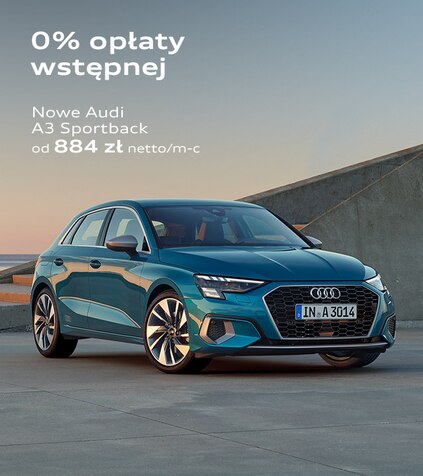 0% opłaty
wstępnej
Nowe Audi
A3 Sportback
od 884 zł netto/m-c
IN A 3014